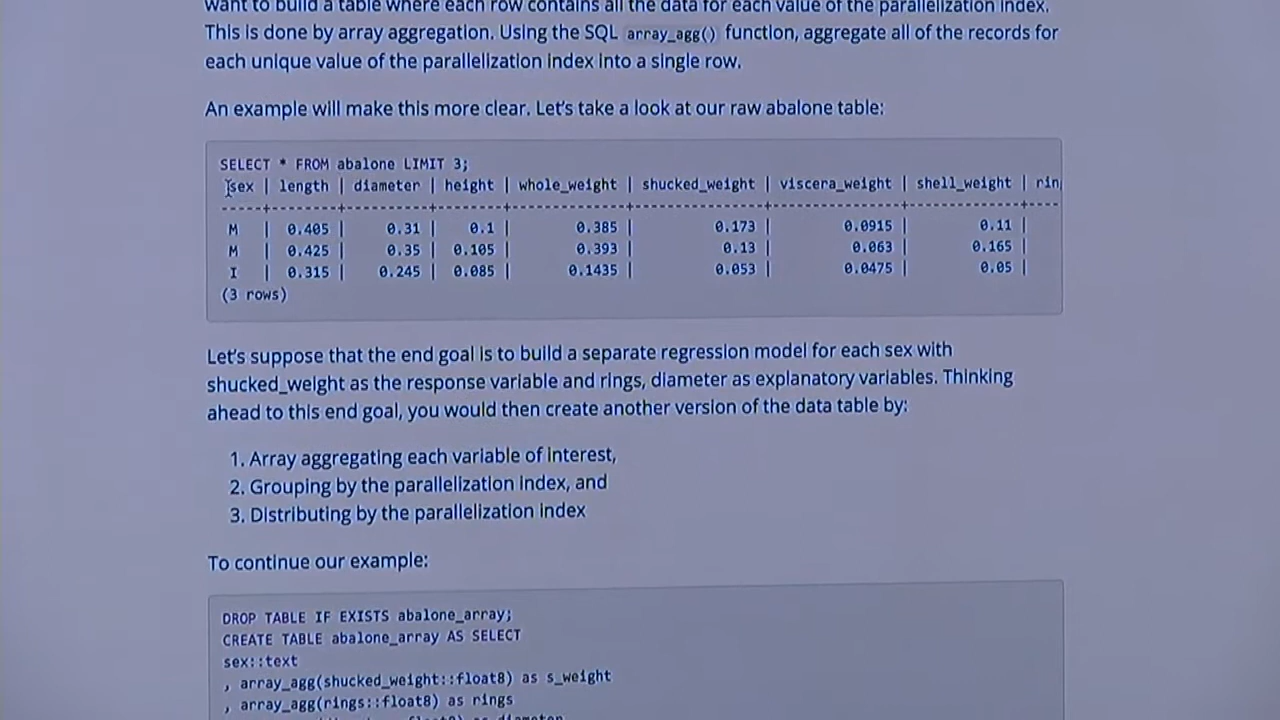 want to build a table where each row contains all the data for each value of the parallelization index.
This is done by array aggregation. Using the SQL array_agg() function, aggregate all of the records for
each unique value of the parallelization index into a single row.
An example will make this more clear. Let's take a look at our raw abalone table:
SELECT * FROM abalone LIMIT 3;
sex | length | diameter | height | whole_weight | shucked_weight | viscera_weight | shell_weight | rin
-----+--------+----------+--------+--------------+----------------+----------------+--------------+----
M | 0.405 | 0.31 | 0.1 | 0.385 | 0.173 | 0.0915 | 0.11 |
M | 0.425 | 0.35 | 0.105 | 0.393 | 0.13 | 0.063 | 0.165 |
I | 0.315 | 0.245 | 0.085 | 0.1435 | 0.053 | 0.0475 | 0.05 |
(3 rows)
Let's suppose that the end goal is to build a separate regression model for each sex with
shucked_weight as the response variable and rings, diameter as explanatory variables. Thinking
ahead to this end goal, you would then create another version of the data table by:
1. Array aggregating each variable of interest,
2. Grouping by the parallelization index, and
3. Distributing by the parallelization index
To continue our example:
DROP TABLE IF EXISTS abalone_array;
CREATE TABLE abalone_array AS SELECT
sex::text
, array_agg(shucked_weight::float8) as s_weight
, array_agg(rings::float8) as rings